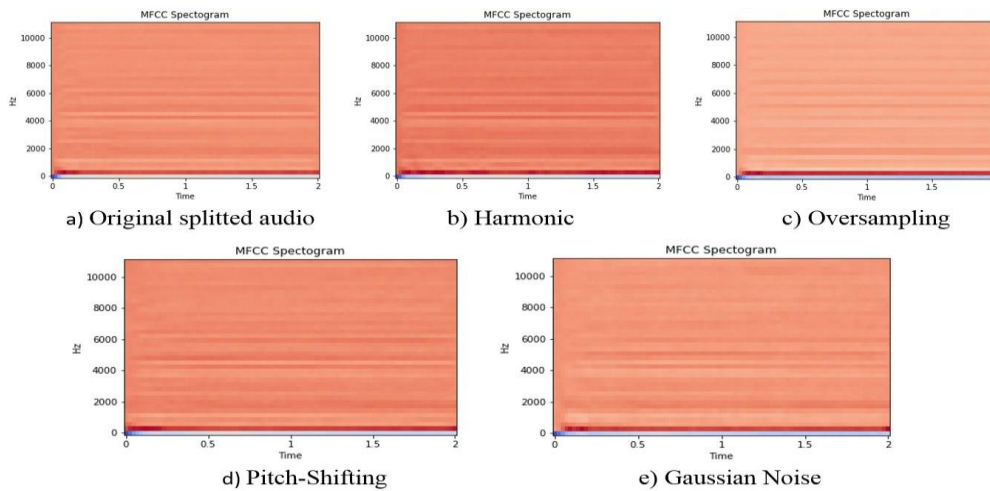 MFCC Spectogram
10000
8000
6000
4000
2000
0
Hz
0
0.5
1
1.5
2
Time
a) Original splitted audio
MFCC Spectogram
10000
8000
6000
4000
2000
0
Hz
0
0.5
1
1.5
2
Time
b) Harmonic
MFCC Spectogram
10000
8000
6000
4000
2000
0
Hz
0
0.5
1
1.5
Time
c) Oversampling
MFCC Spectogram
10000
8000
6000
4000
2000
0
Hz
0
0.5
1
1.5
2
Time
d) Pitch-Shifting
MFCC Spectogram
10000
8000
6000
4000
2000
0
Hz
0
0.5
1
1.5
2
Time
e) Gaussian Noise